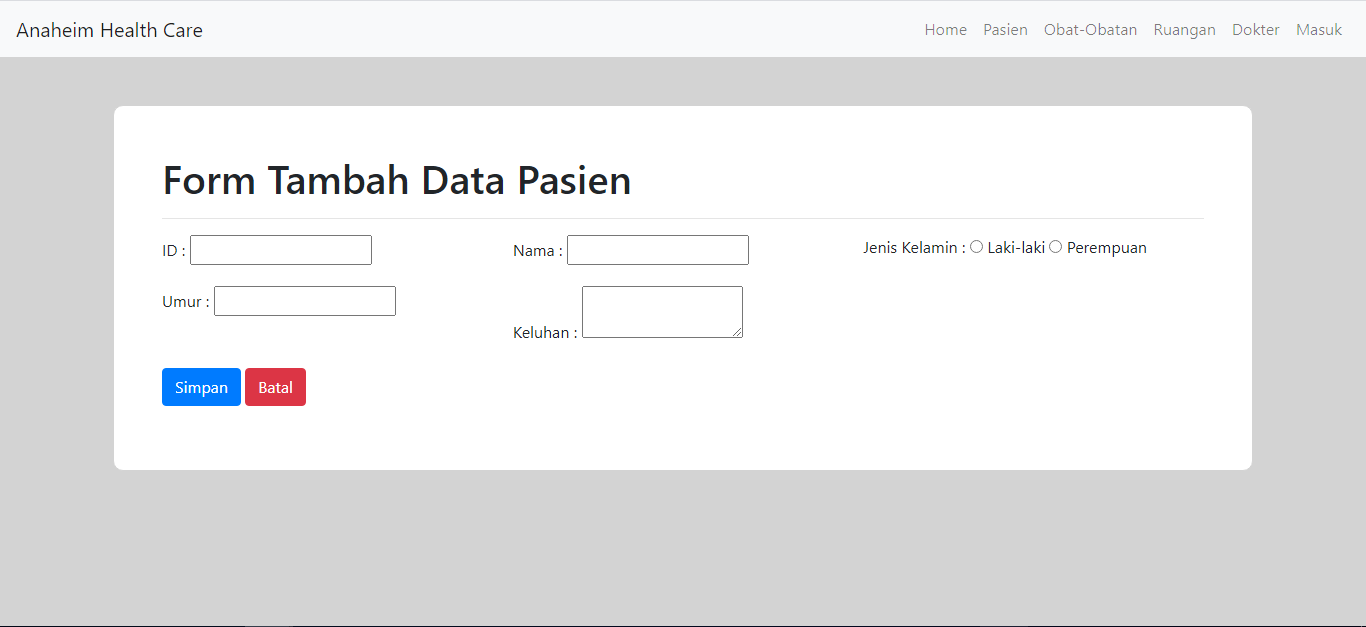 Anaheim Health Care Home Pasien Obat-Obatan Ruangan Dokter Masuk
Form Tambah Data Pasien
ID : Nama : Jenis Kelamin : Laki-laki Perempuan
Umur :
Keluhan :
Simpan Batal